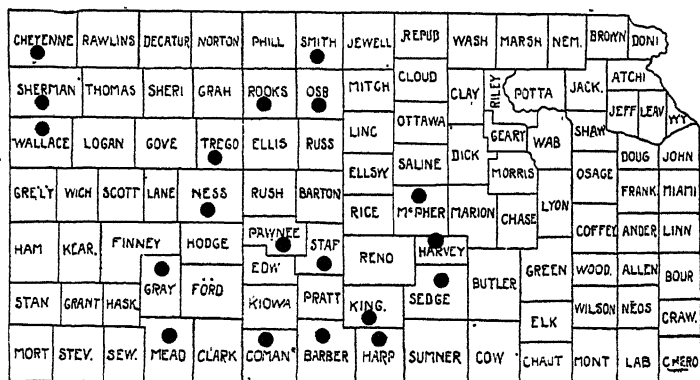 CHEYENNE RAWLINS DECATUR NORTON PHILL SMITH JEWELL REPUB WASH MARSH NEM. BROWN DONI
SHERMAN THOMAS SHERI GRAH ROOKS OSB MITCH CLOUD CLAY RILEY POTTA JACK. ATCHI
JEFF LEAV WY
WALLACE LOGAN GOVE TREGO ELLIS RUSS LINC OTTAWA DICK GEART WAB SHAW DOUG JOHN
ELLSW SALINE MORRIS OSAGE
GRE'LY WICH SCOTT LANE NESS RUSH BARTON RICE McPHER MARION CHASE LYON FRANK MIAMI
HAM KEAR. FINNEY HODGE PAWNEE STAF RENO HARVEY COFFEY ANDER LINN
EDW
GRAY FORD SEDGE BUTLER GREEN WOOD. ALLEN BOUR
STAN GRANT HASK KIOWA PRATT KING. ELK WILSON NEOS CRAW.
MORT STEV. SEW. MEAD CLARK COMAN BARBER HARP SUMNER COW CHAUT MONT LAB CHERO